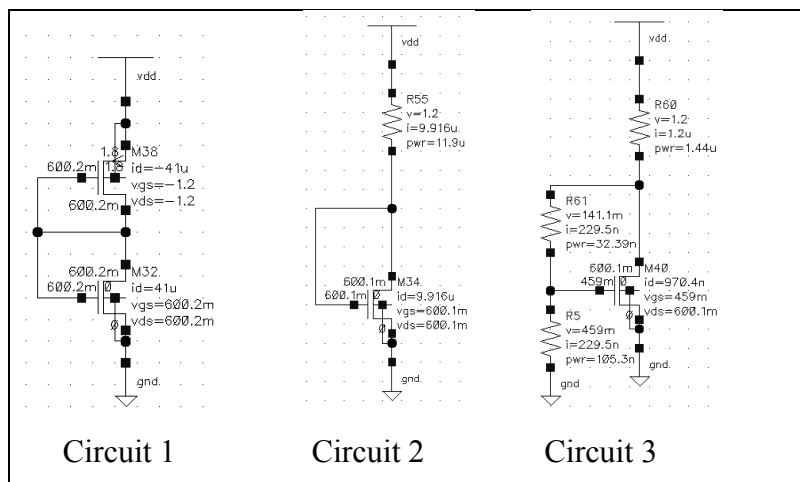 vdd
1.8
M38
600.2m
1.8
id=-41u
vgs=-1.2
600.2m
vds=-1.2
600.2m
M32
600.2m
0
id=41u
vgs=600.2m
0
vds=600.2m
gnd
Circuit 1
vdd
R55
v=1.2
i=9.916u
pwr=11.9u
600.1m
M34
600.1m
0
id=9.916u
vgs=600.1m
0
vds=600.1m
gnd
Circuit 2
vdd
R60
v=1.2
i=1.2u
pwr=1.44u
R61
v=141.1m
i=229.5n
pwr=32.39n
600.1m
M40
459m
0
id=970.4n
vgs=459m
0
vds=600.1m
R5
v=459m
i=229.5n
pwr=105.3n
gnd
gnd
Circuit 3